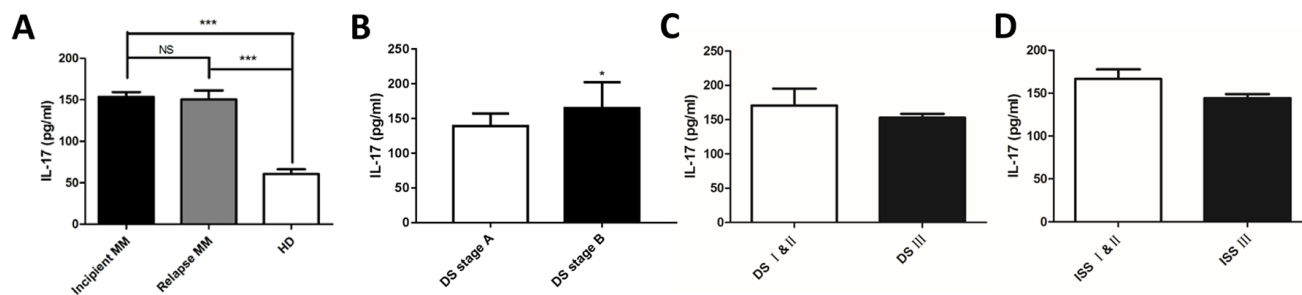 A
IL-17 (pg/ml)
200
150
100
50
0
***
NS
***
Incipient MM
Relapse MM
HD
B
IL-17 (pg/ml)
250
200
150
100
50
0
*
DS stage A
DS stage B
C
IL-17 (pg/ml)
250
200
150
100
50
0
DS Ⅰ & Ⅱ
DS Ⅲ
D
IL-17 (pg/ml)
200
150
100
50
0
ISS Ⅰ & Ⅱ
ISS Ⅲ